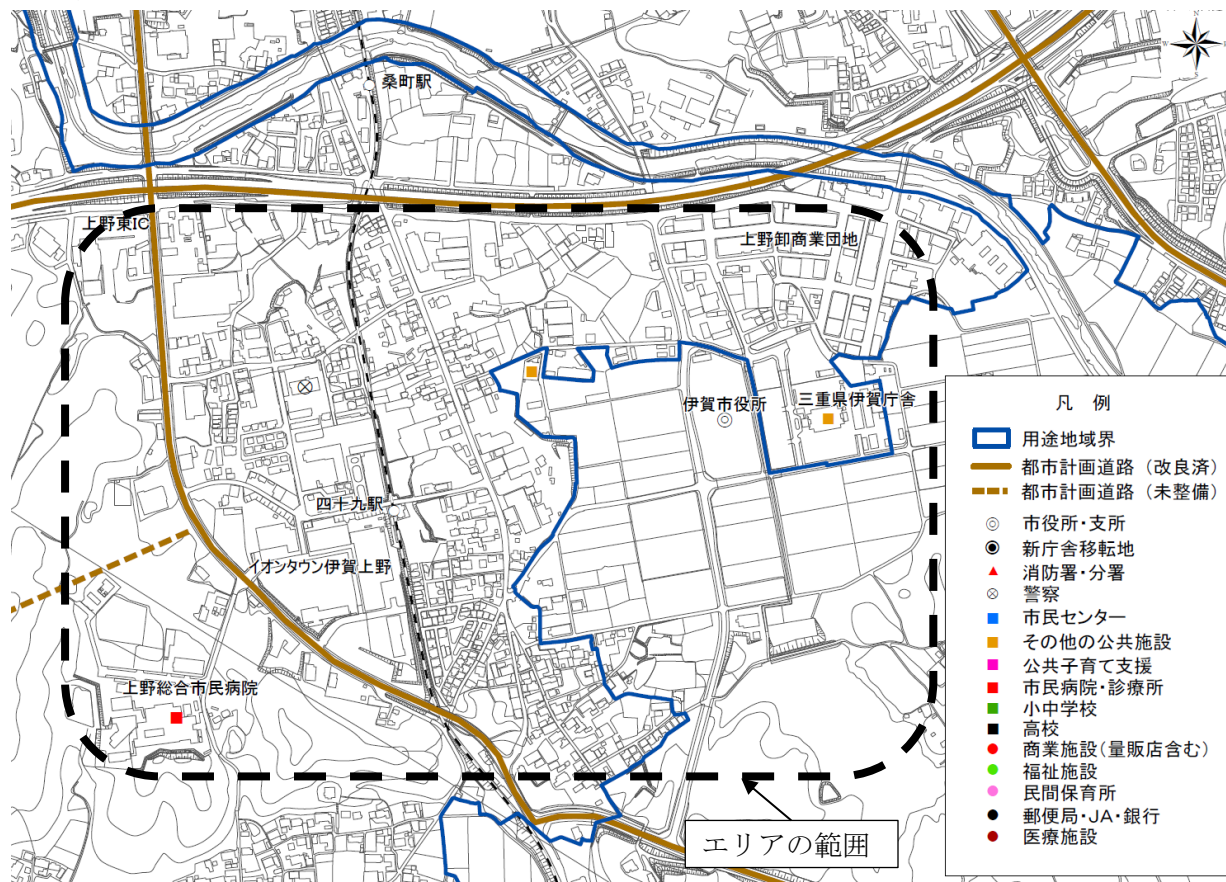 桑町駅
上野東IC
上野卸商業団地
伊賀市役所
三重県伊賀庁舎
四十九駅
イオンタウン伊賀上野
上野総合市民病院
エリアの範囲
凡 例
用途地域界
都市計画道路（改良済）
都市計画道路（未整備）
市役所・支所
新庁舎移転地
消防署・分署
警察
市民センター
その他の公共施設
公共子育て支援
市民病院・診療所
小中学校
高校
商業施設（量販店含む）
福祉施設
民間保育所
郵便局・JA・銀行
医療施設